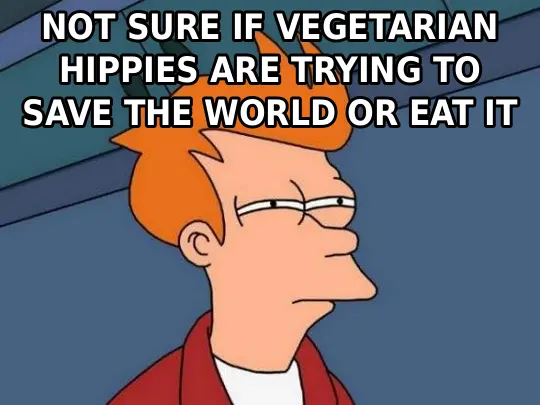 NOT SURE IF VEGETARIAN
HIPPIES ARE TRYING TO
SAVE THE WORLD OR EAT IT